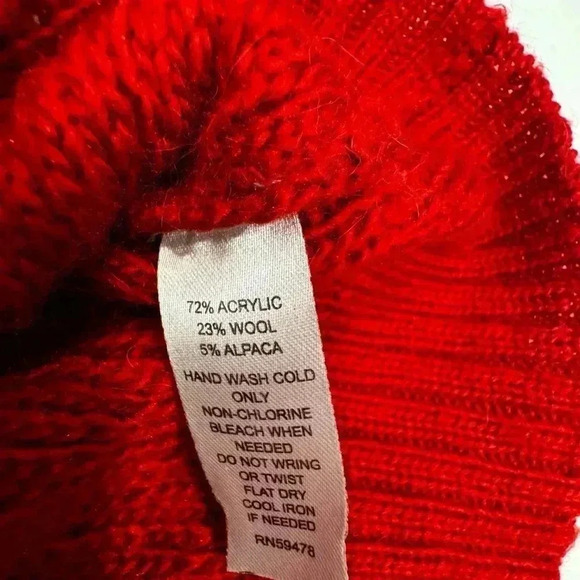 72% ACRYLIC
23% WOOL
5% ALPACA
HAND WASH COLD
ONLY
NON-CHLORINE
BLEACH WHEN
NEEDED
DO NOT WRING
OR TWIST
FLAT DRY
COOL IRON
IF NEEDED
RN59478